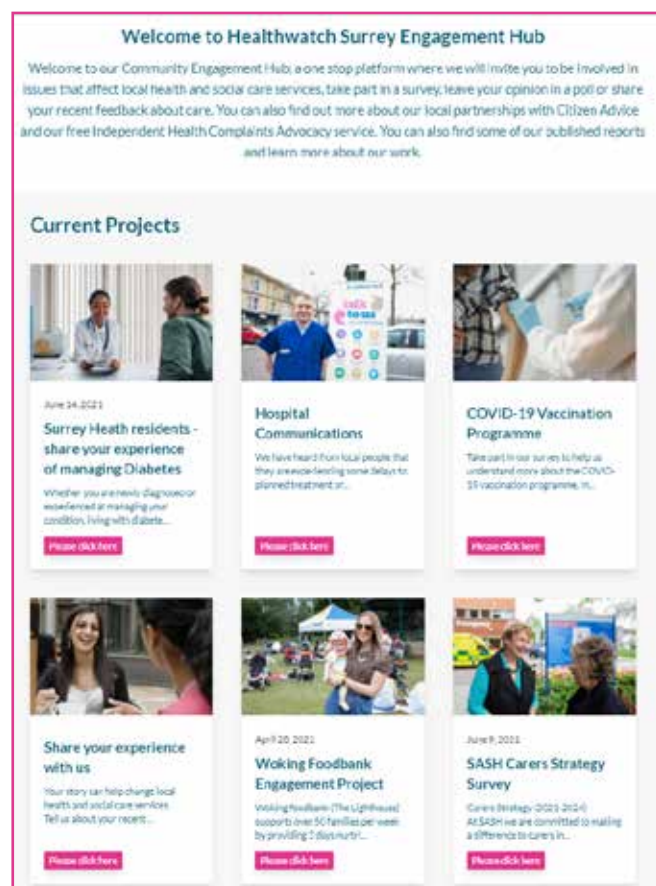 Welcome to Healthwatch Surrey Engagement Hub
Welcome to our Community Engagement Hub, a one stop platform where we will invite you to be involved in
issues that affect local health and social care services, take part in a survey, leave your opinion in a poll or share
your recent feedback about care. You can also find out more about our local partnerships with Citizen Advice
and our free Independent Health Complaints Advocacy service. You can also find some of our published reports
and learn more about our work.
Current Projects
June 14, 2021
Surrey Heath residents -
share your experience
of managing Diabetes
Whether you are newly diagnosed or
experienced at managing your
condition, living with diabete...
Please click here
talk
to us
Hospital
Communications
We have heard from local people that
they are experiencing some delays to
planned treatment or...
Please click here
COVID-19 Vaccination
Programme
Take part in our survey to help us
understand more about the COVID-
19 vaccination programme, in...
Please click here
Share your experience
with us
Your story can help change local
health and social care services
Tell us about your recent...
Please click here
April 28, 2021
Woking Foodbank
Engagement Project
Woking foodbank (The Lighthouse)
supports over 50 families per week
by providing 3 days nutri...
Please click here
June 9, 2021
SASH Carers Strategy
Survey
Carers Strategy (2021-2024)
At SASH we are committed to making
a difference to carers in...
Please click here